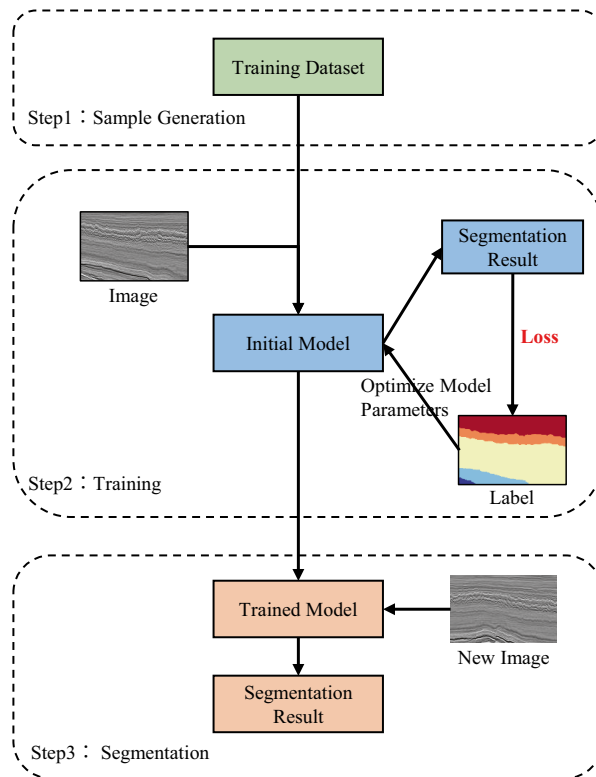 Training Dataset
Step1：Sample Generation
Segmentation
Result
Image
Initial Model
Loss
Optimize Model
Parameters
Step2：Training
Label
Trained Model
New Image
Segmentation
Result
Step3： Segmentation